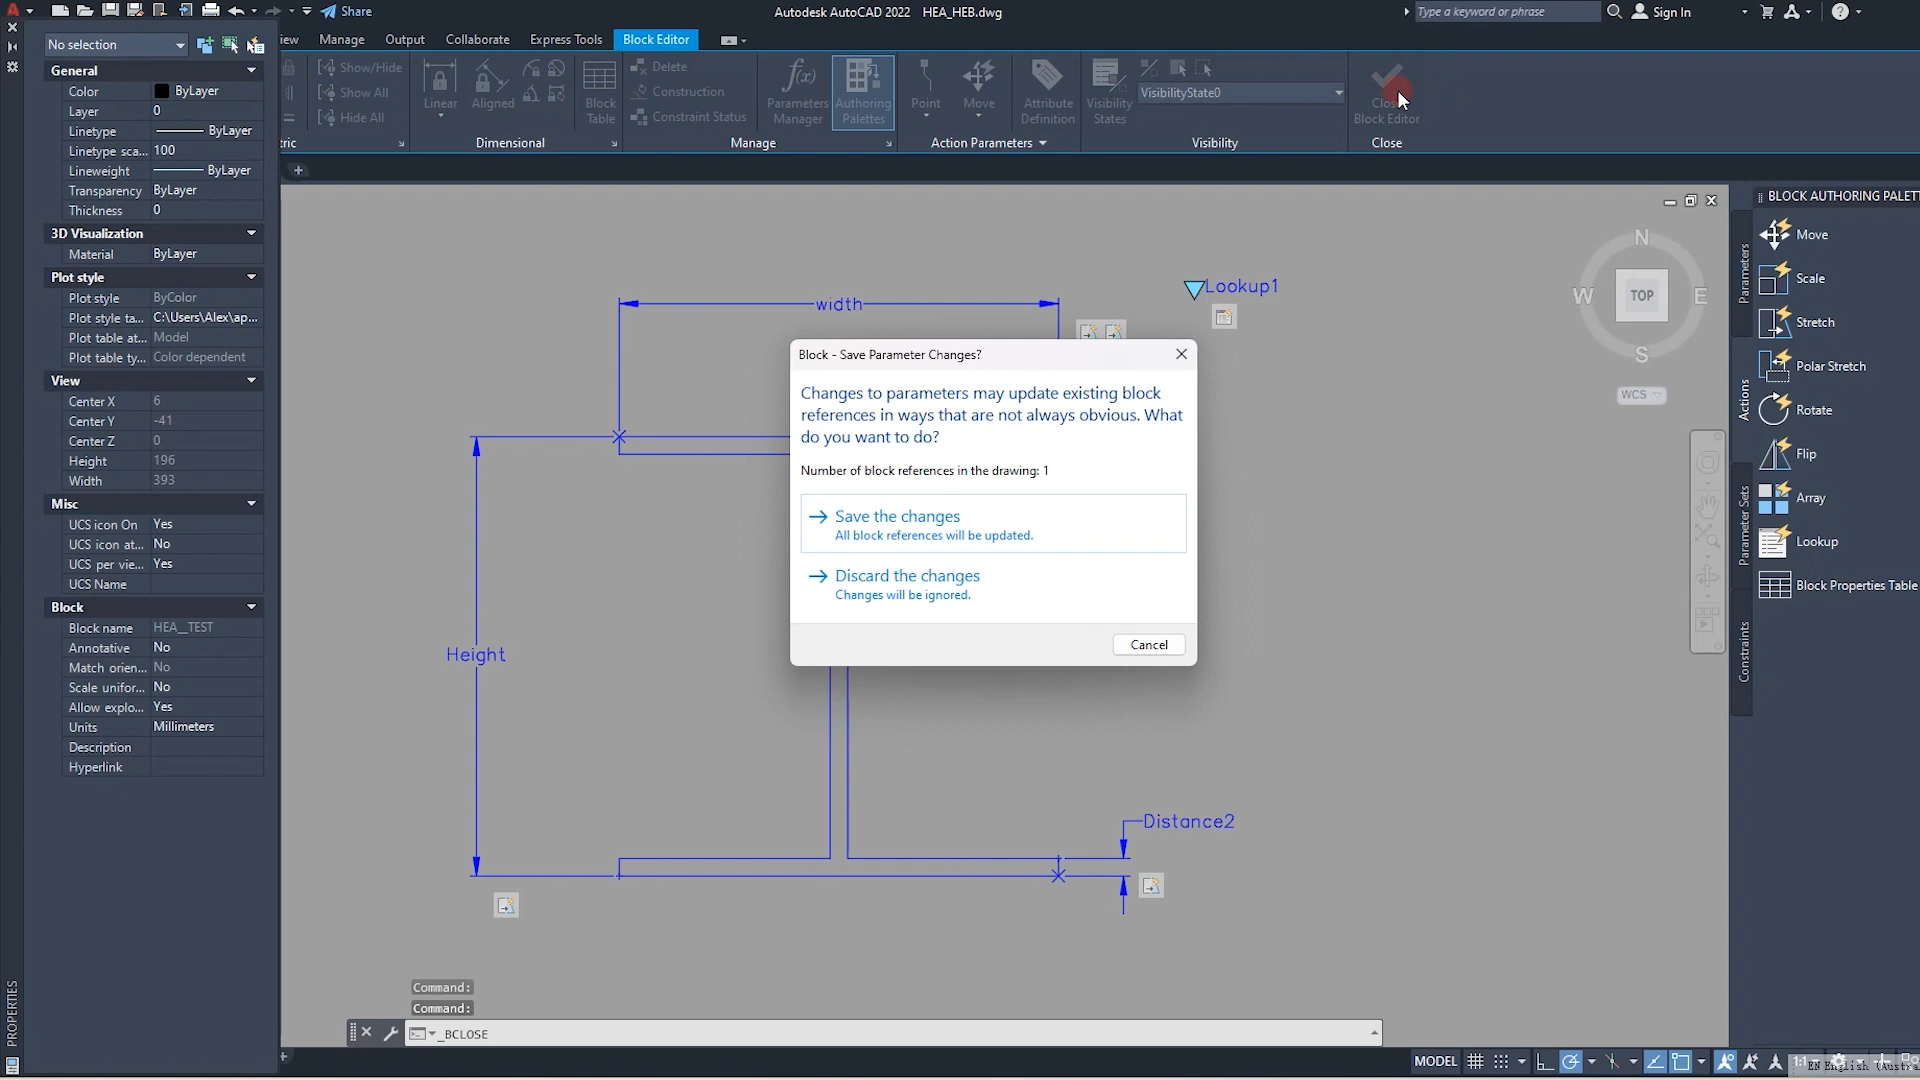 Share
Autodesk AutoCAD 2022 HEA_HEB.dwg
Type a keyword or phrase
Sign In
No selection
iew
Manage
Output
Collaborate
Express Tools
Block Editor
General
Color ByLayer
Layer 0
Linetype ByLayer
Linetype sca... 100
Lineweight ByLayer
Transparency ByLayer
Thickness 0
3D Visualization
Material ByLayer
Plot style
Plot style ByColor
Plot style ta... C:\Users\Alex\ap...
Plot table at... Model
Plot table ty... Color dependent
View
Center X 6
Center Y -41
Center Z 0
Height 196
Width 393
Misc
UCS icon On Yes
UCS icon at... No
UCS per vie... Yes
UCS Name
Block
Block name HEA__TEST
Annotative No
Match orien... No
Scale unifor... No
Allow explo... Yes
Units Millimeters
Description
Hyperlink
PROPERTIES
Show/Hide
Show All
Hide All
tric
Linear
Aligned
Dimensional
Block
Table
Delete
Construction
Constraint Status
Manage
Parameters
Manager
Authoring
Palettes
Point
Move
Action Parameters
Attribute
Definition
Visibility
States
VisibilityState0
Visibility
Block Editor
Close
width
Lookup1
Height
Distance2
Block - Save Parameter Changes?
Changes to parameters may update existing block
references in ways that are not always obvious. What
do you want to do?
Number of block references in the drawing: 1
Save the changes
All block references will be updated.
Discard the changes
Changes will be ignored.
Cancel
N
W
TOP
E
S
WCS
BLOCK AUTHORING PALETT
Parameters
Actions
Parameter Sets
Constraints
Move
Scale
Stretch
Polar Stretch
Rotate
Flip
Array
Lookup
Block Properties Table
Command:
Command:
_BCLOSE
MODEL
1:1
EN English (Austra